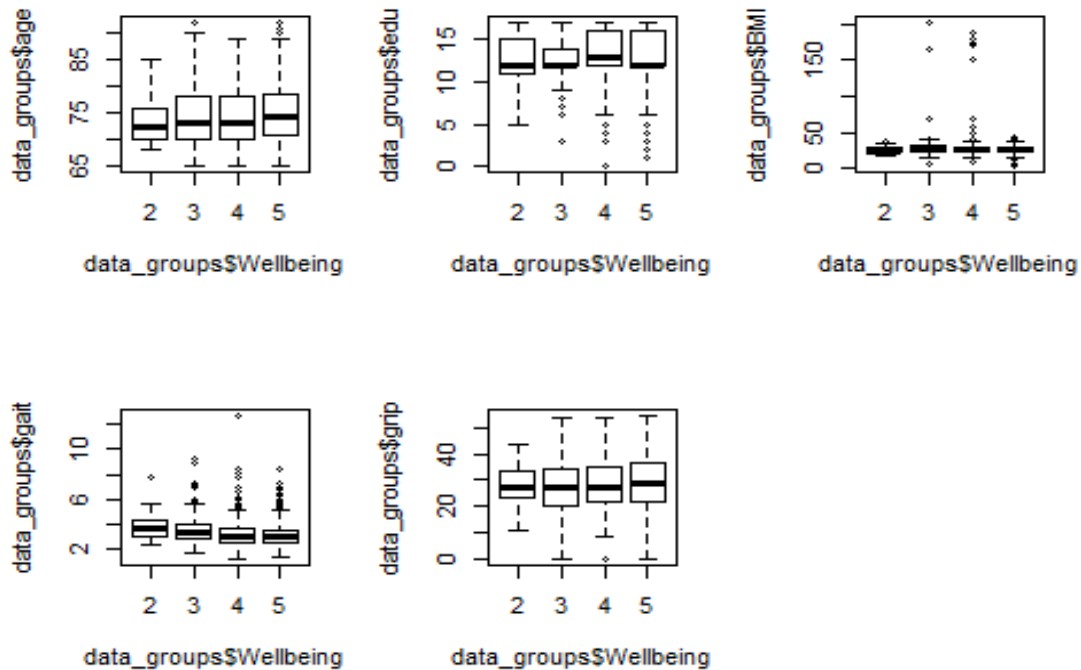 data_groups$age
65 75 85
2 3 4 5
data_groups$Wellbeing
data_groups$edu
0 5 10 15
2 3 4 5
data_groups$Wellbeing
data_groups$BMI
0 50 150
2 3 4 5
data_groups$Wellbeing
data_groups$gait
2 6 10
2 3 4 5
data_groups$Wellbeing
data_groups$grip
0 20 40
2 3 4 5
data_groups$Wellbeing